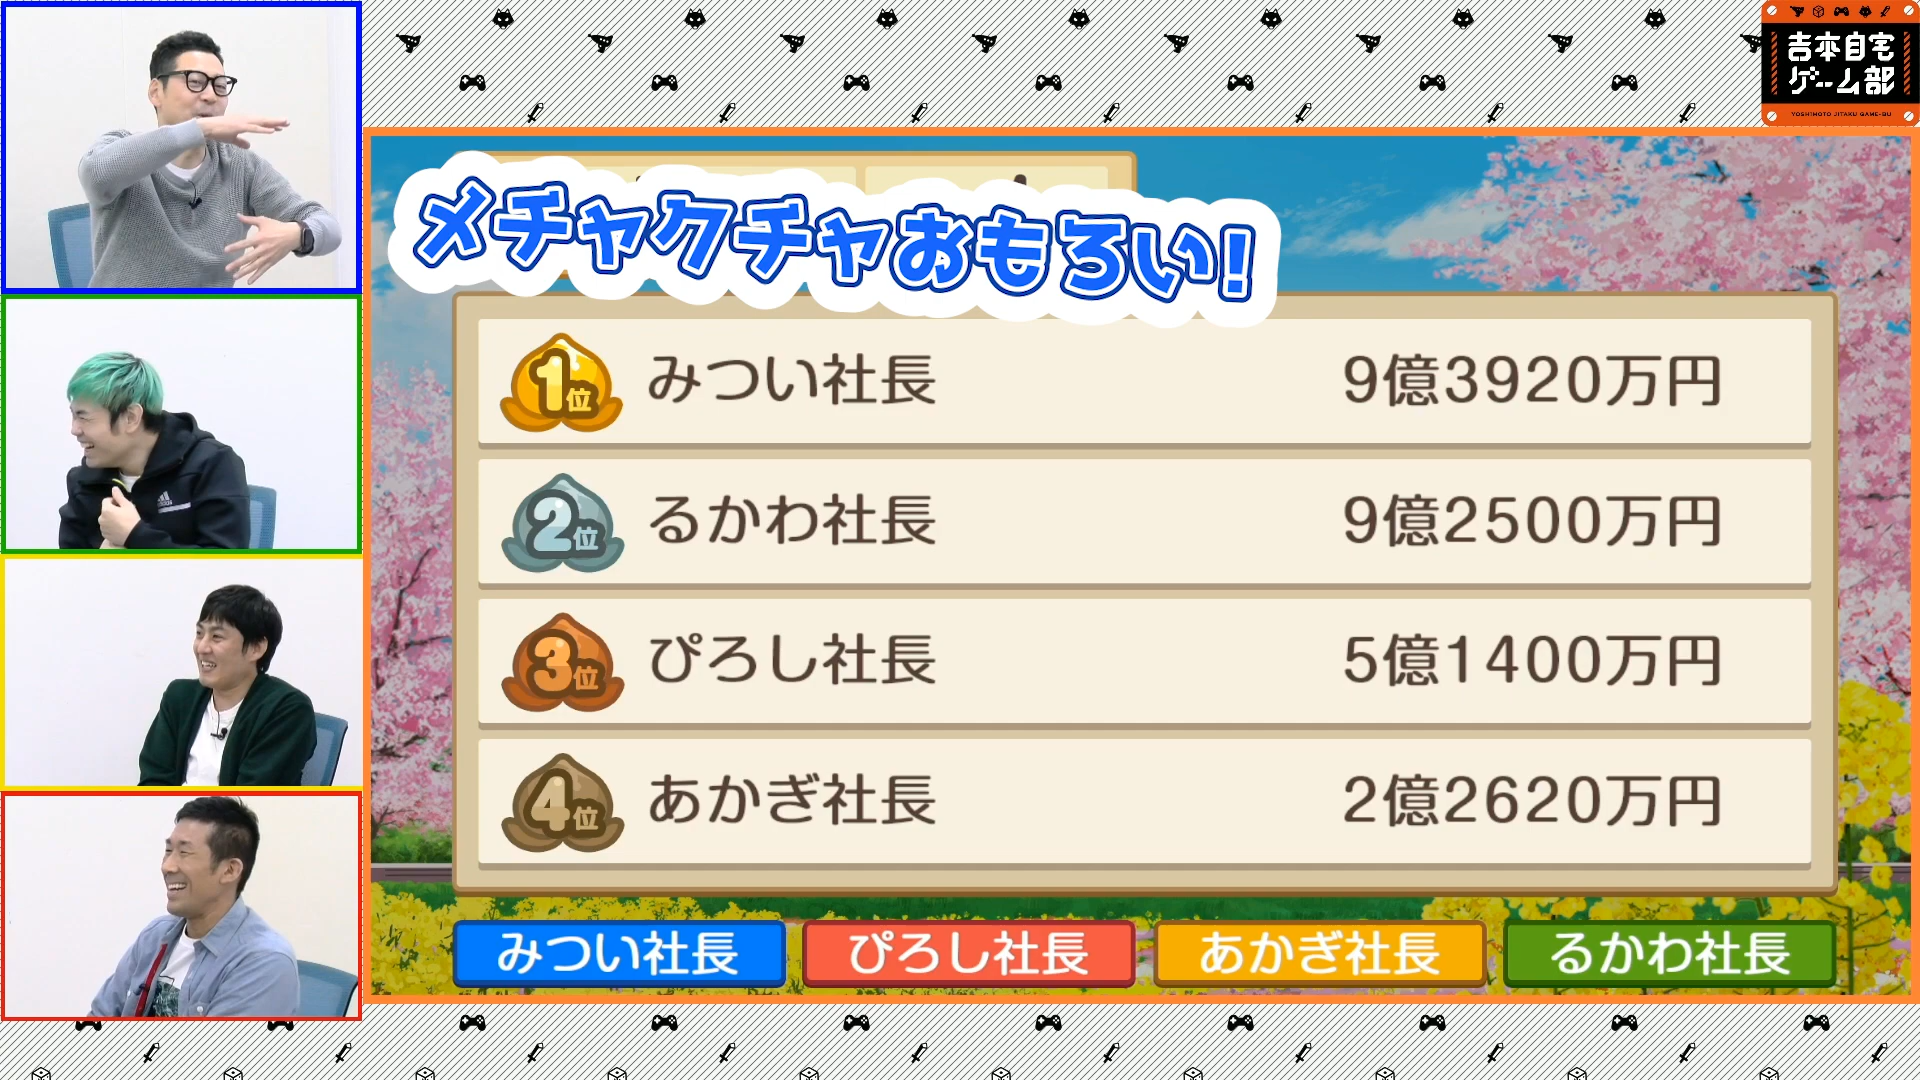 吉本自宅
ゲーム部
YOSHIMOTO JITAKU GAME-BU
メチャクチャおもろい!
1位 みつい社長 9億3920万円
2位 るかわ社長 9億2500万円
3位 ぴろし社長 5億1400万円
4位 あかぎ社長 2億2620万円
みつい社長 ぴろし社長 あかぎ社長 るかわ社長